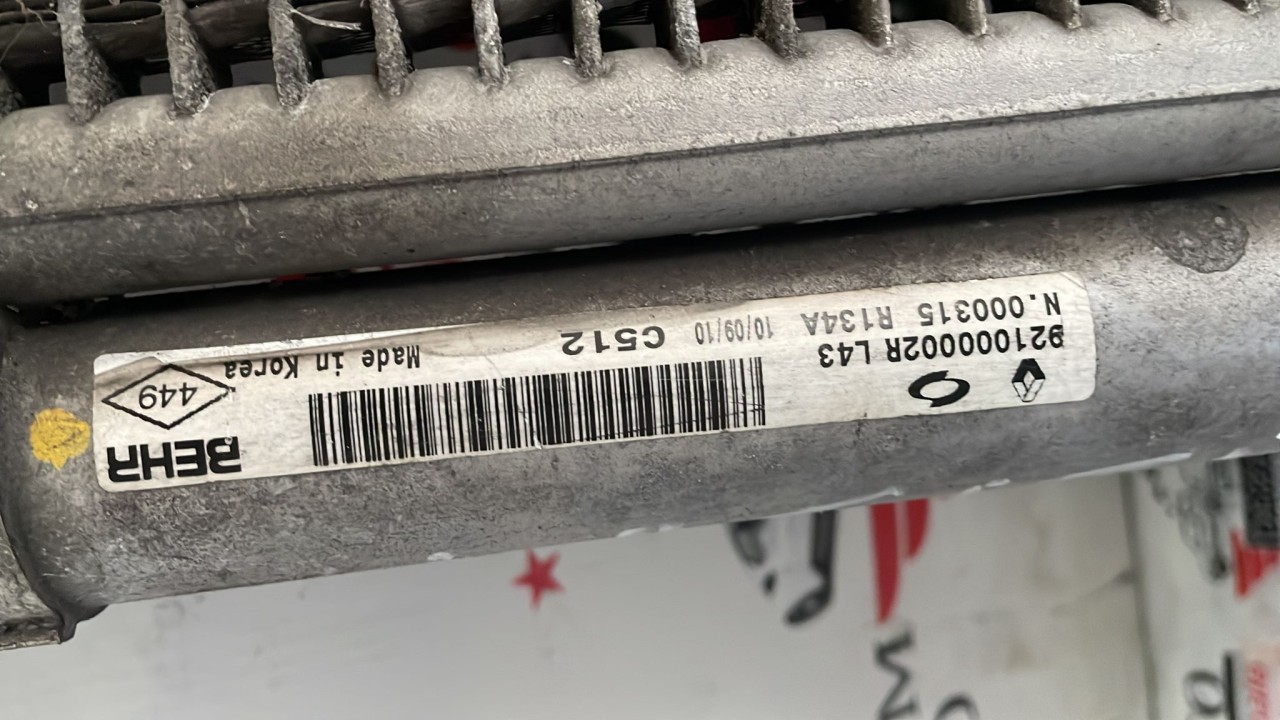 921000002R L43
N.000315 R134A 10/09/10 C512
Made in Korea
449
BEHR